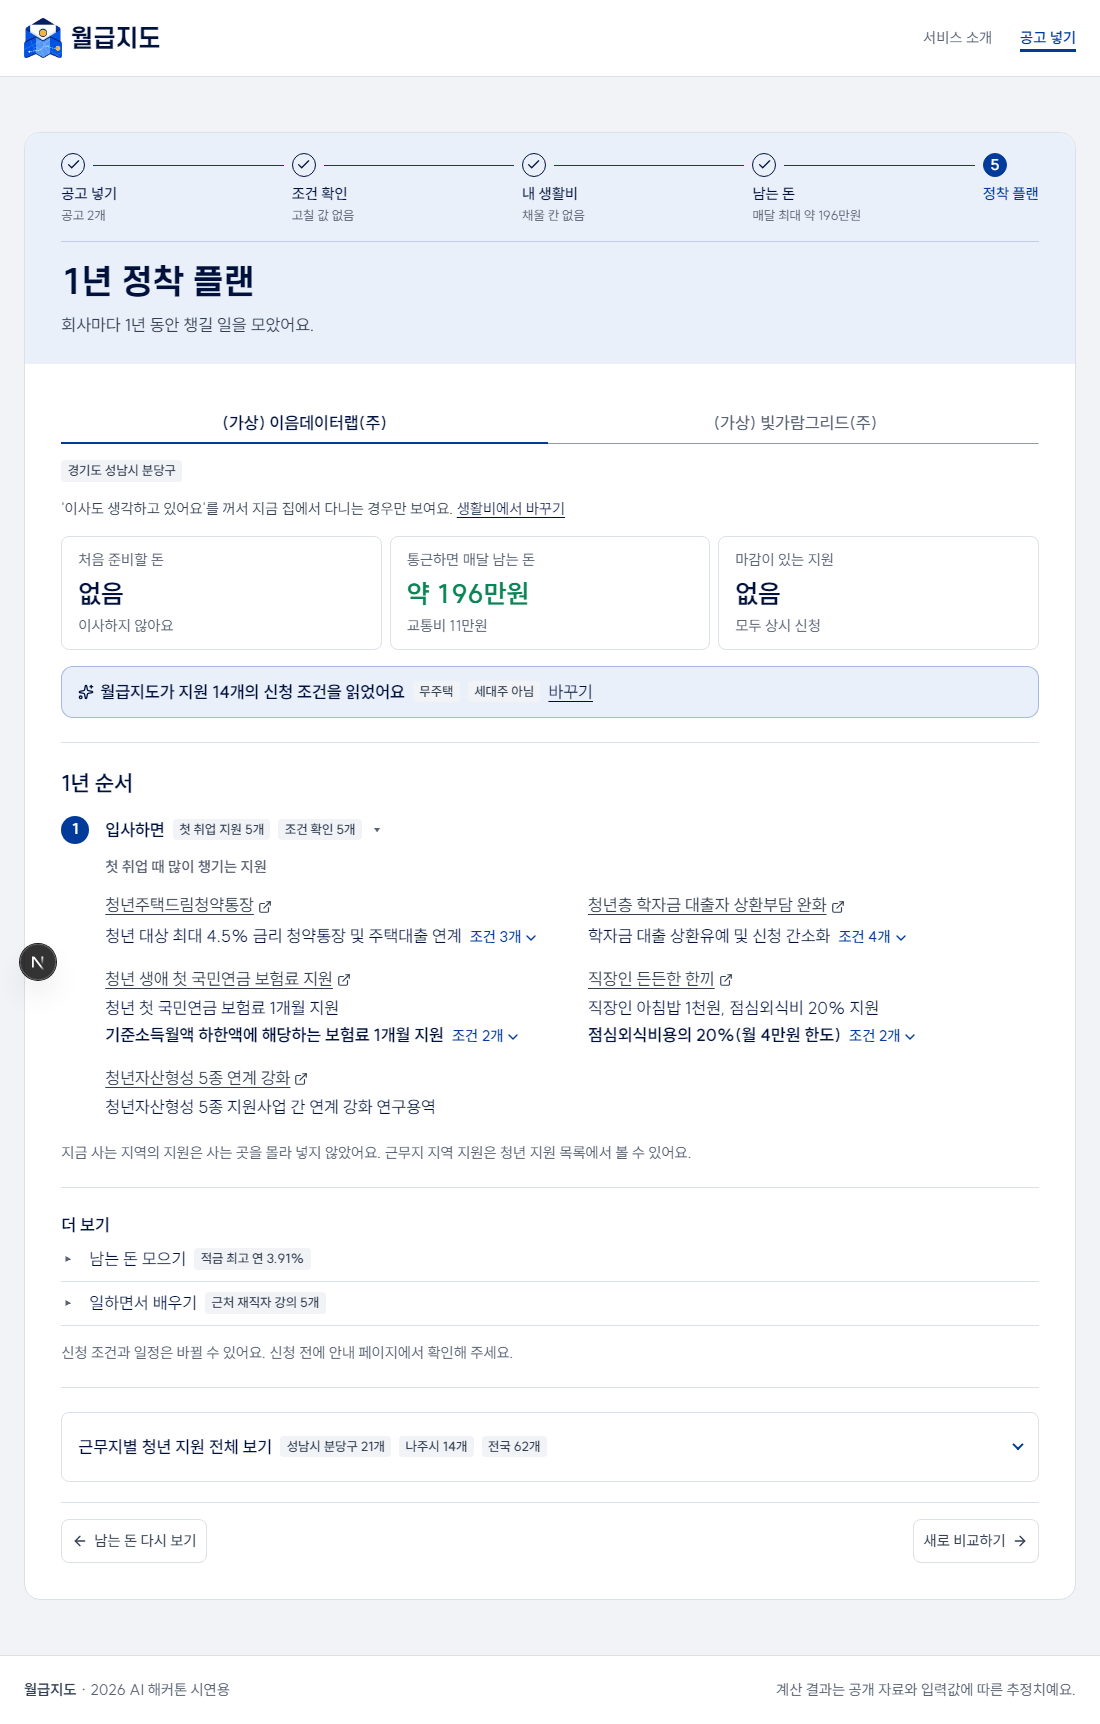 월급지도
서비스 소개
공고 넣기
5
공고 넣기
공고 2개
조건 확인
고칠 값 없음
내 생활비
채울 칸 없음
남는 돈
매달 최대 약 196만원
정착 플랜
1년 정착 플랜
회사마다 1년 동안 챙길 일을 모았어요.
(가상) 이음데이터랩(주)
(가상) 빛가람그리드(주)
경기도 성남시 분당구
'이사도 생각하고 있어요'를 꺼서 지금 집에서 다니는 경우만 보여요. 생활비에서 바꾸기
처음 준비할 돈
없음
이사하지 않아요
통근하면 매달 남는 돈
약 196만원
교통비 11만원
마감이 있는 지원
없음
모두 상시 신청
월급지도가 지원 14개의 신청 조건을 읽었어요 무주택 세대주 아님 바꾸기
1년 순서
1 입사하면 첫 취업 지원 5개 조건 확인 5개
첫 취업 때 많이 챙기는 지원
청년주택드림청약통장
청년 대상 최대 4.5% 금리 청약통장 및 주택대출 연계 조건 3개
청년층 학자금 대출자 상환부담 완화
학자금 대출 상환유예 및 신청 간소화 조건 4개
N
청년 생애 첫 국민연금 보험료 지원
청년 첫 국민연금 보험료 1개월 지원
기준소득월액 하한액에 해당하는 보험료 1개월 지원 조건 2개
직장인 든든한 한끼
직장인 아침밥 1천원, 점심외식비 20% 지원
점심외식비용의 20%(월 4만원 한도) 조건 2개
청년자산형성 5종 연계 강화
청년자산형성 5종 지원사업 간 연계 강화 연구용역
지금 사는 지역의 지원은 사는 곳을 몰라 넣지 않았어요. 근무지 지역 지원은 청년 지원 목록에서 볼 수 있어요.
더 보기
남는 돈 모으기 적금 최고 연 3.91%
일하면서 배우기 근처 재직자 강의 5개
신청 조건과 일정은 바뀔 수 있어요. 신청 전에 안내 페이지에서 확인해 주세요.
근무지별 청년 지원 전체 보기 성남시 분당구 21개 나주시 14개 전국 62개
남는 돈 다시 보기
새로 비교하기
월급지도 · 2026 AI 해커톤 시연용
계산 결과는 공개 자료와 입력값에 따른 추정치예요.